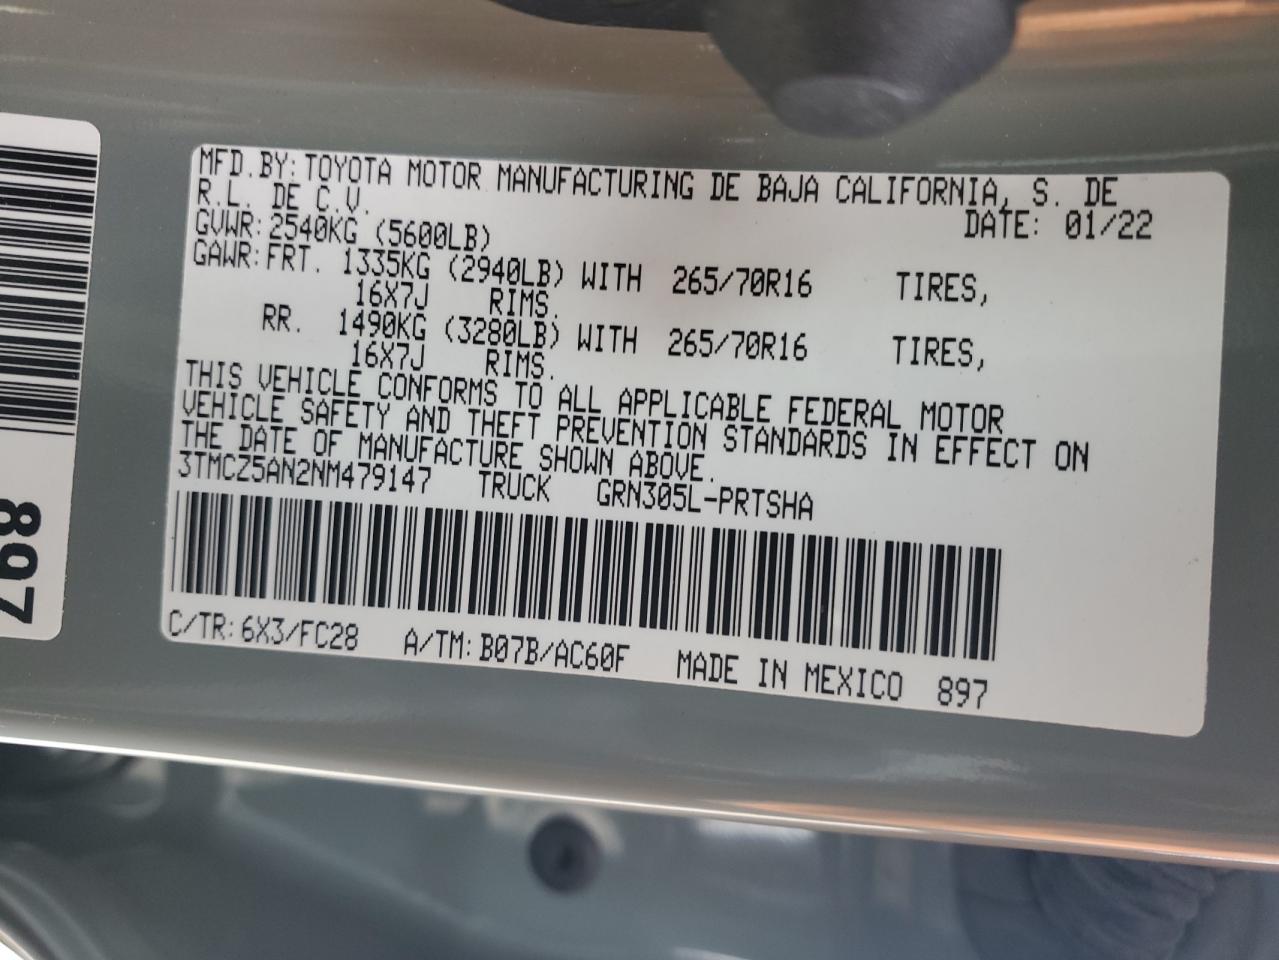 MFD.BY: TOYOTA MOTOR MANUFACTURING DE BAJA CALIFORNIA, S. DE
R.L. DE C.V. DATE: 01/22
GVWR: 2540KG (5600LB)
GAWR: FRT. 1335KG (2940LB) WITH 265/70R16 TIRES,
16X7J RIMS.
RR. 1490KG (3280LB) WITH 265/70R16 TIRES,
16X7J RIMS.
THIS VEHICLE CONFORMS TO ALL APPLICABLE FEDERAL MOTOR
VEHICLE SAFETY AND THEFT PREVENTION STANDARDS IN EFFECT ON
THE DATE OF MANUFACTURE SHOWN ABOVE.
3TMCZ5AN2NM479147 TRUCK GRN305L-PRTSHA
C/TR: 6X3/FC28 A/TM: B07B/AC60F MADE IN MEXICO 897
897